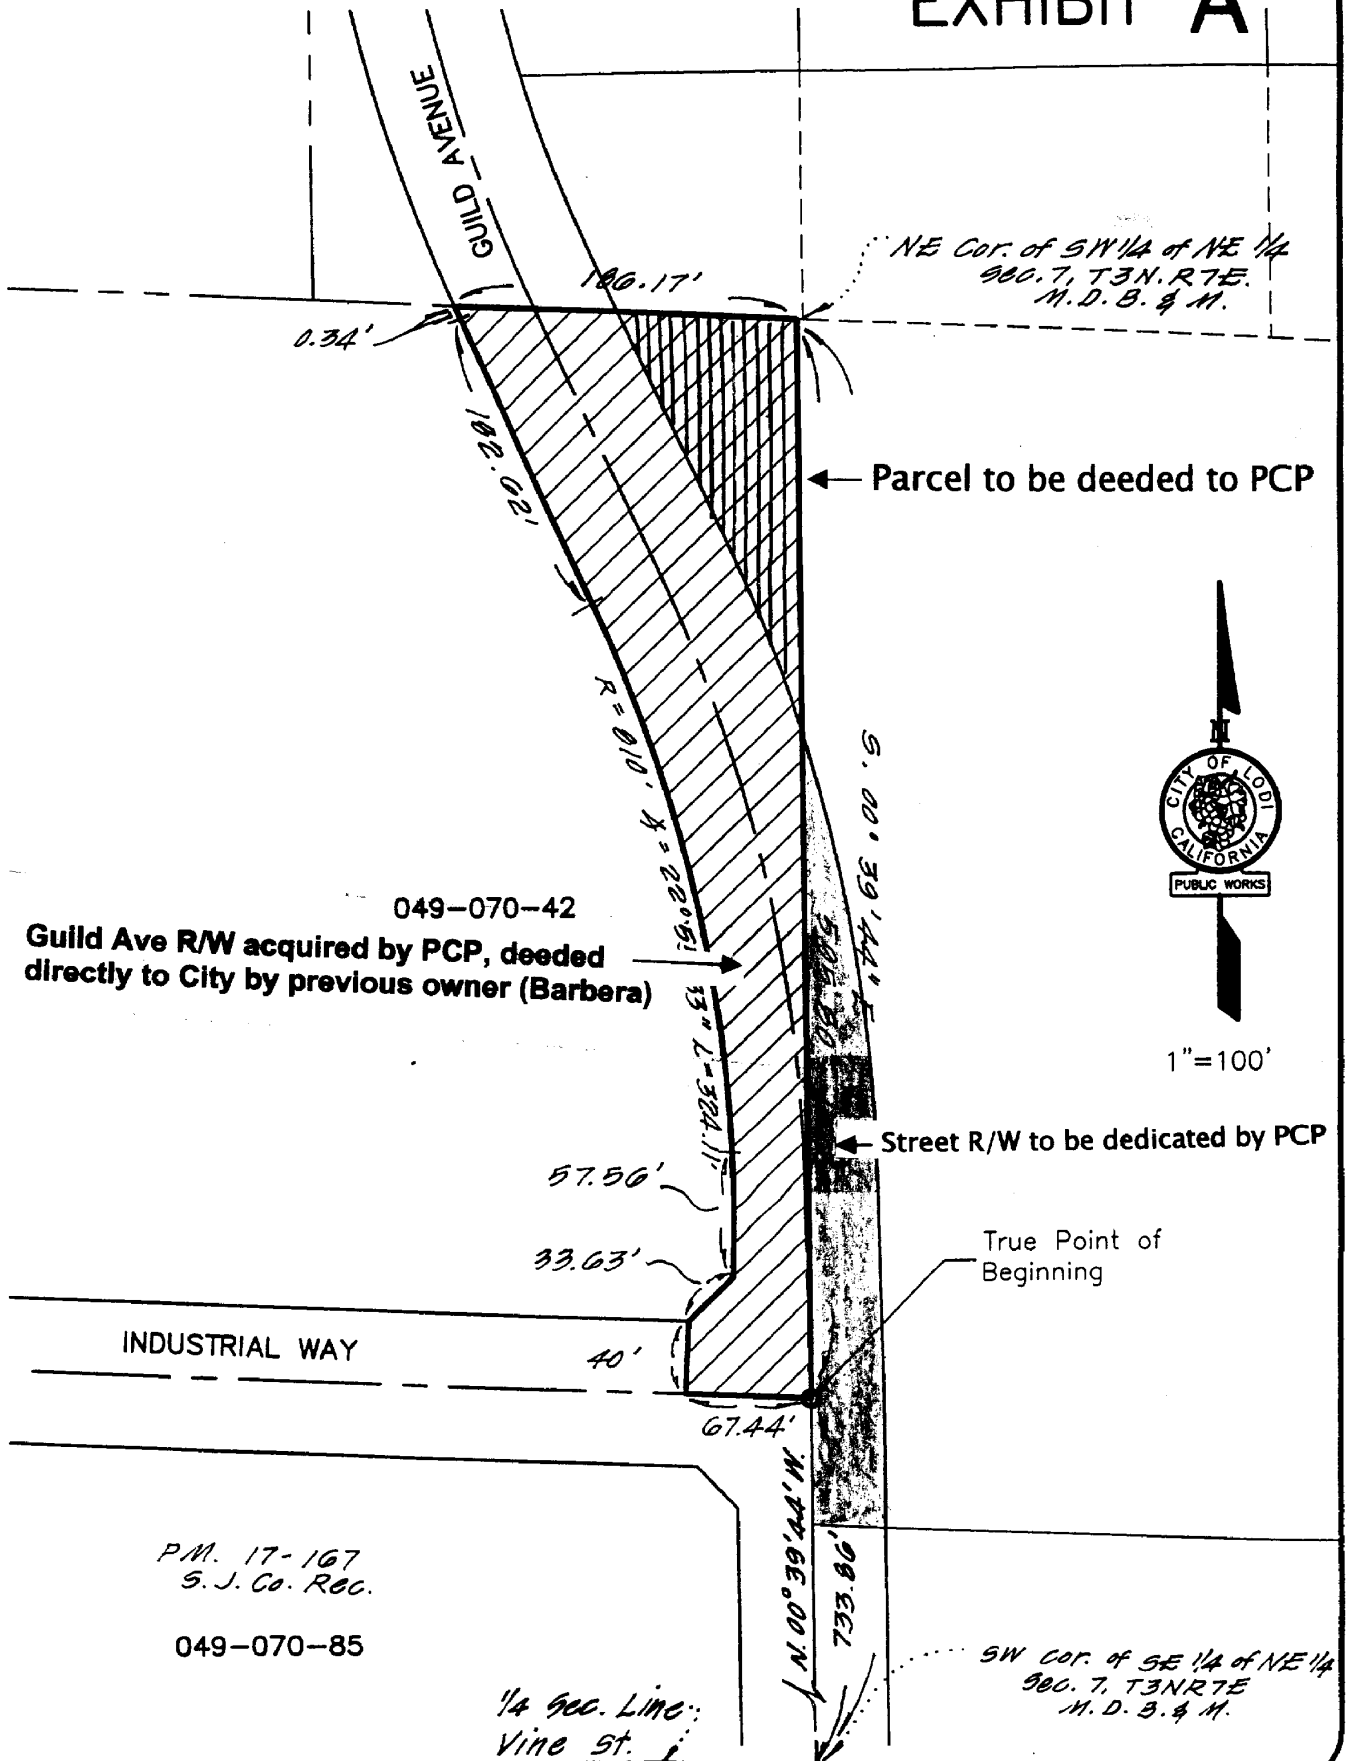 EXHIBIT A
GUILD AVENUE
NE Cor. of SW 1/4 of NE 1/4
Sec. 7, T3N. R7E.
M. D. B. & M.
186.17'
0.34'
182.62'
Parcel to be deeded to PCP
N
CITY OF LODI
CALIFORNIA
PUBLIC WORKS
1"=100'
R = 810'
S. 00° 39' 44" E
049-070-42
Guild Ave R/W acquired by PCP, deeded
directly to City by previous owner (Barbera)
33" L = 324.11'
Street R/W to be dedicated by PCP
57.56'
33.63'
True Point of
Beginning
INDUSTRIAL WAY
40'
67.44'
N 00° 39' 44" W
733.86'
P.M. 17-167
S. J. Co. Rec.
049-070-85
SW Cor. of SE 1/4 of NE 1/4
Sec. 7, T3N R7E
M. D. B. & M.
1/4 Sec. Line
Vine St.